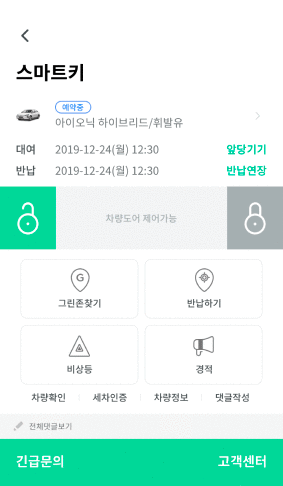 스마트키
예약중
아이오닉 하이브리드/휘발유
대여 2019-12-24(월) 12:30 앞당기기
반납 2019-12-24(월) 12:30 반납연장
차량도어 제어가능
G
그린존찾기 반납하기
비상등 경적
차량확인 세차인증 차량정보 댓글작성
전체댓글보기
긴급문의 고객센터